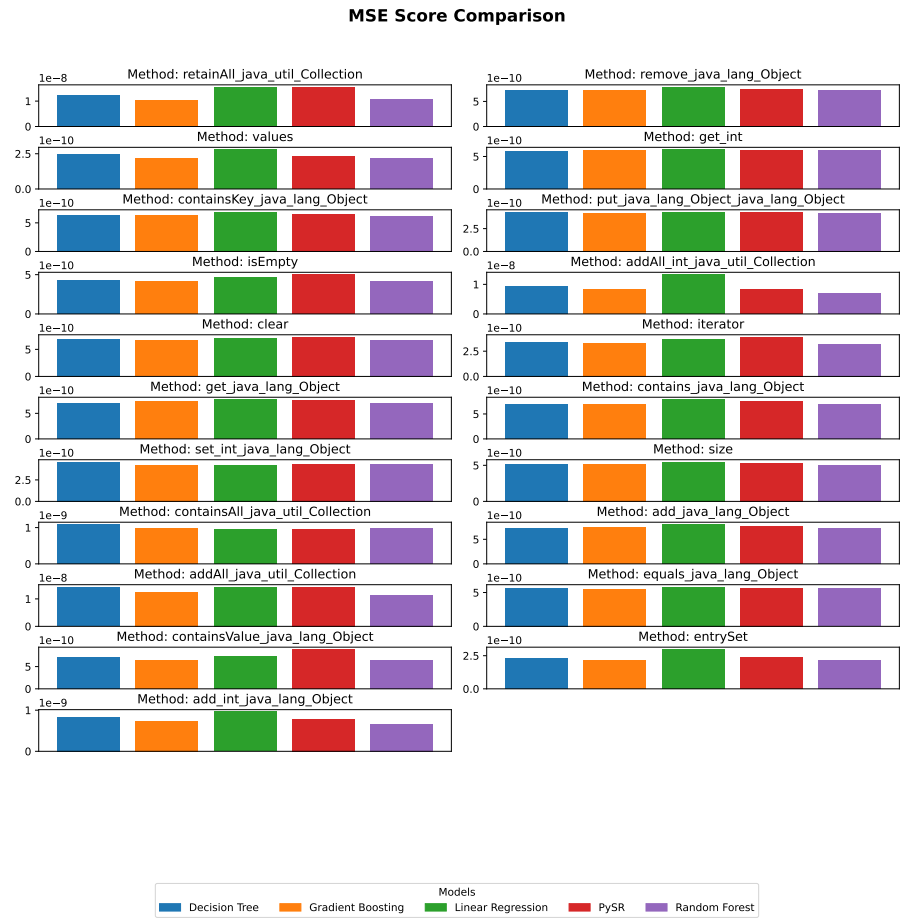 MSE Score Comparison
Method: retainAll_java_util_Collection
1e−8
1
0
Method: remove_java_lang_Object
1e−10
5
0
Method: values
1e−10
2.5
0.0
Method: get_int
1e−10
5
0
Method: containsKey_java_lang_Object
1e−10
5
0
Method: put_java_lang_Object_java_lang_Object
1e−10
2.5
0.0
Method: isEmpty
1e−10
5
0
Method: addAll_int_java_util_Collection
1e−8
1
0
Method: clear
1e−10
5
0
Method: iterator
1e−10
2.5
0.0
Method: get_java_lang_Object
1e−10
5
0
Method: contains_java_lang_Object
1e−10
5
0
Method: set_int_java_lang_Object
1e−10
2.5
0.0
Method: size
1e−10
5
0
Method: containsAll_java_util_Collection
1e−9
1
0
Method: add_java_lang_Object
1e−10
5
0
Method: addAll_java_util_Collection
1e−8
1
0
Method: equals_java_lang_Object
1e−10
5
0
Method: containsValue_java_lang_Object
1e−10
5
0
Method: entrySet
1e−10
2.5
0.0
Method: add_int_java_lang_Object
1e−9
1
0
Models
Decision Tree
Gradient Boosting
Linear Regression
PySR
Random Forest